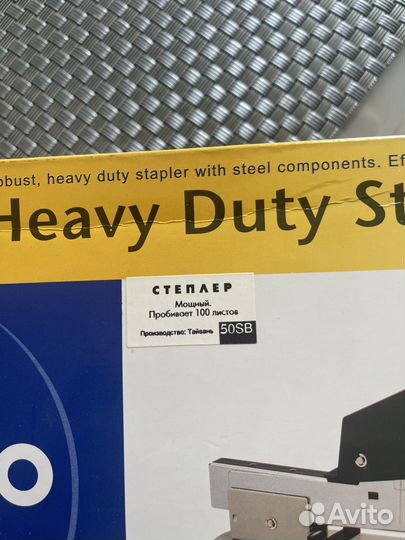 obust, heavy duty stapler with steel components. Ef
Heavy Duty St
СТЕПЛЕР
Мощный.
Пробивает 100 листов
Производство: Тайвань 50SB
o
Avito